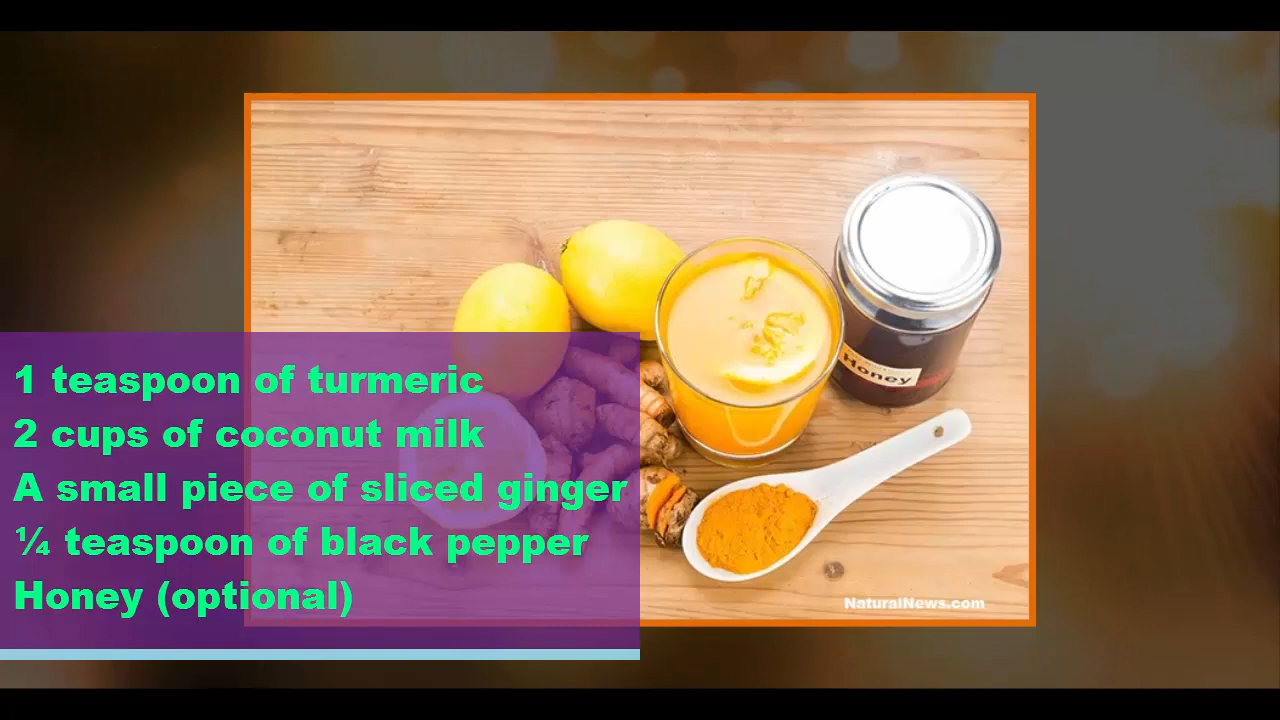 1 teaspoon of turmeric
2 cups of coconut milk
A small piece of sliced ginger
¼ teaspoon of black pepper
Honey (optional)
Honey
NaturalNews.com